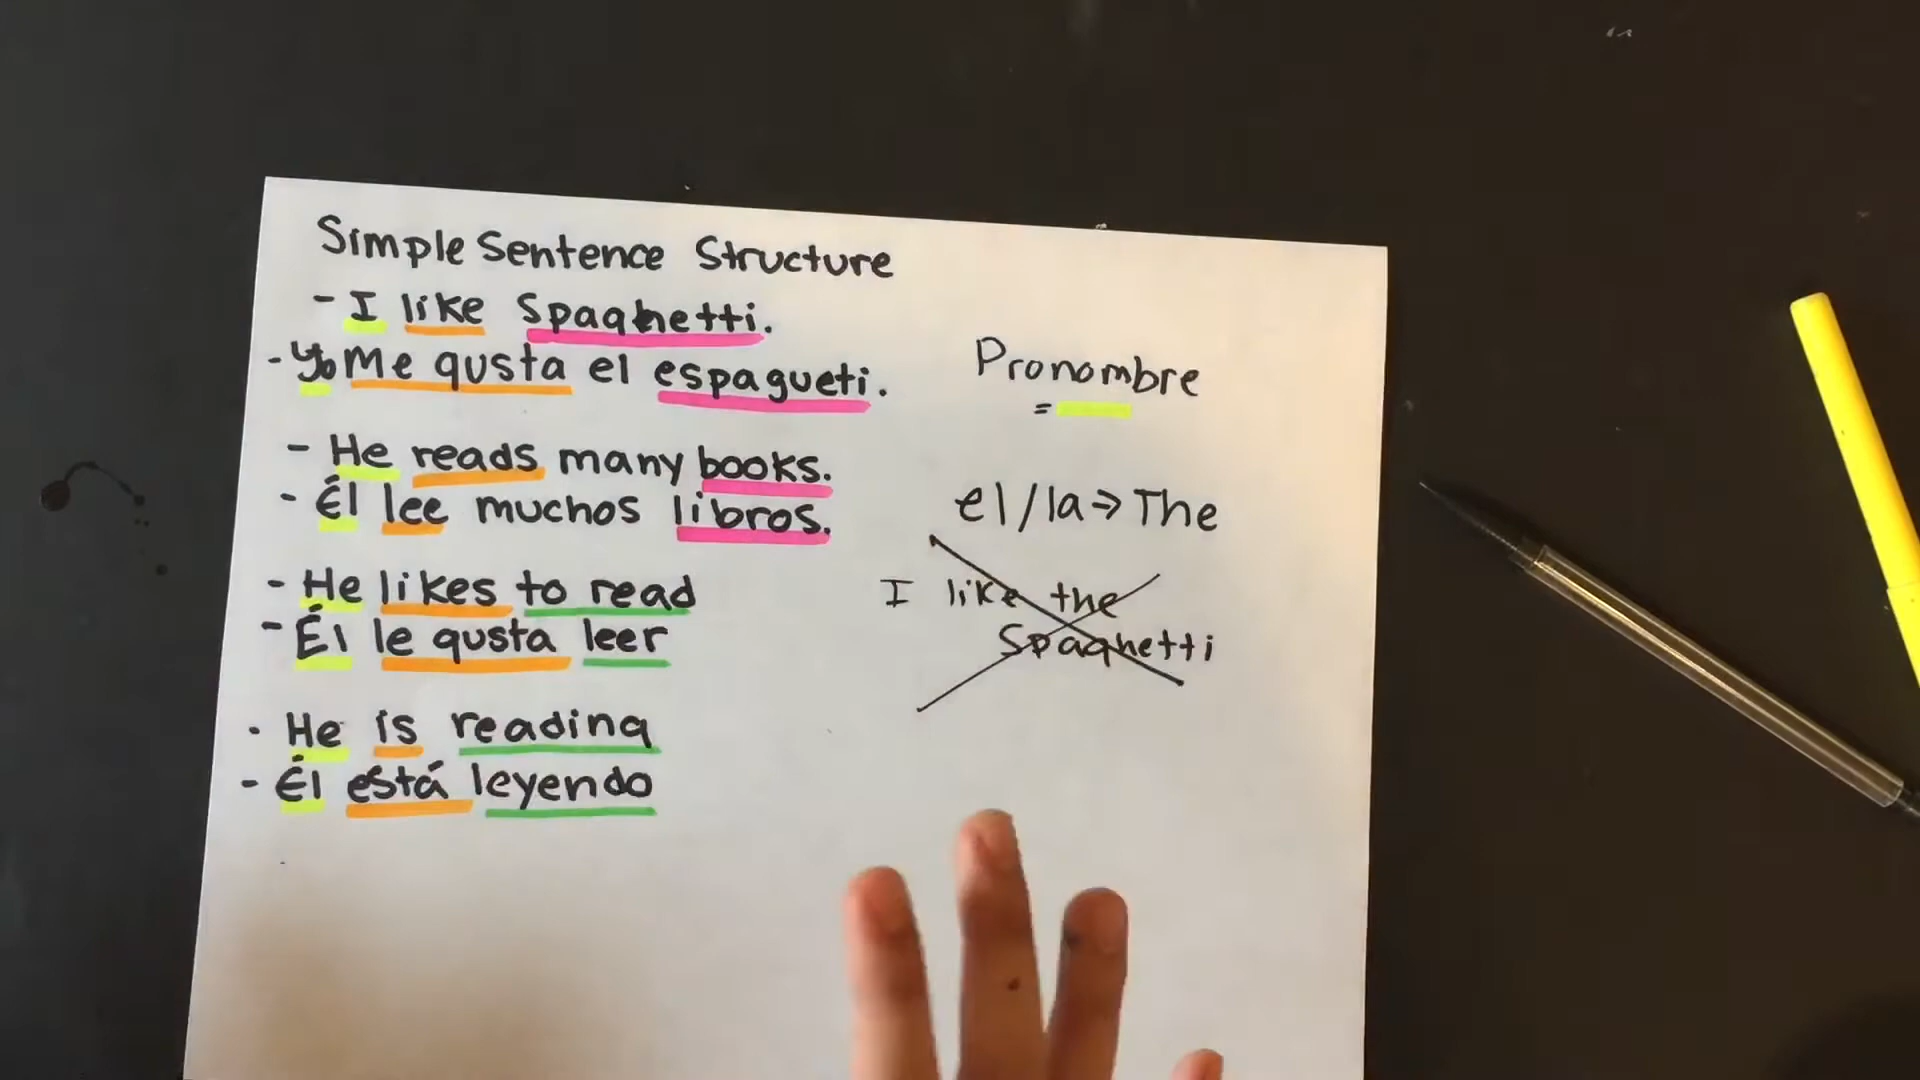 Simple Sentence Structure
- I like Spaghetti.
- Yo Me gusta el espagueti.
- He reads many books.
- Él lee muchos libros.
- He likes to read
- Él le gusta leer
. He is reading
- Él está leyendo
Pronombre
=
el/la => The
I like the
Spaghetti